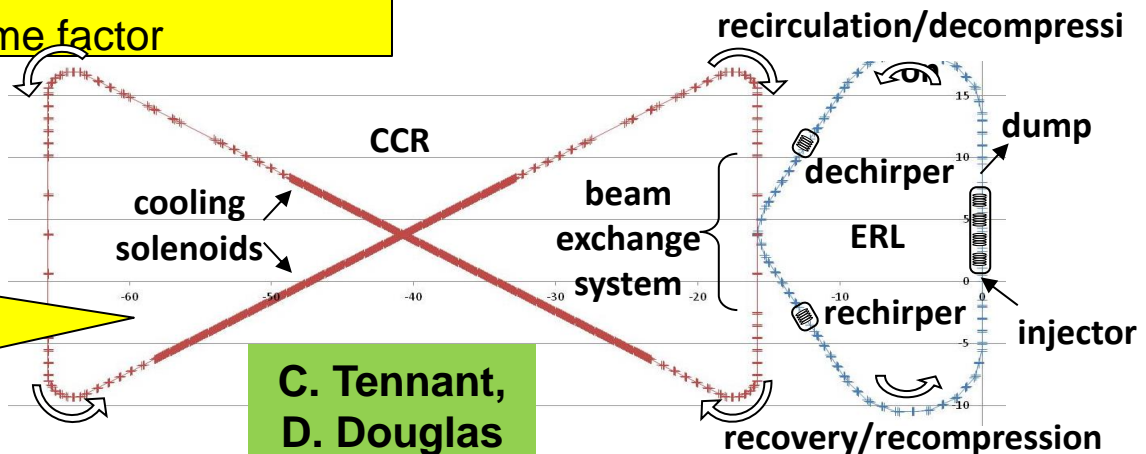 me factor
recirculation/decompressi
on
15
CCR
dump
10
dechirper
cooling
solenoids
beam
exchange
system
5
ERL
-60
-50
-40
-30
-20
-10
0
0
rechirper
injector
-5
C. Tennant,
D. Douglas
-10
recovery/recompression